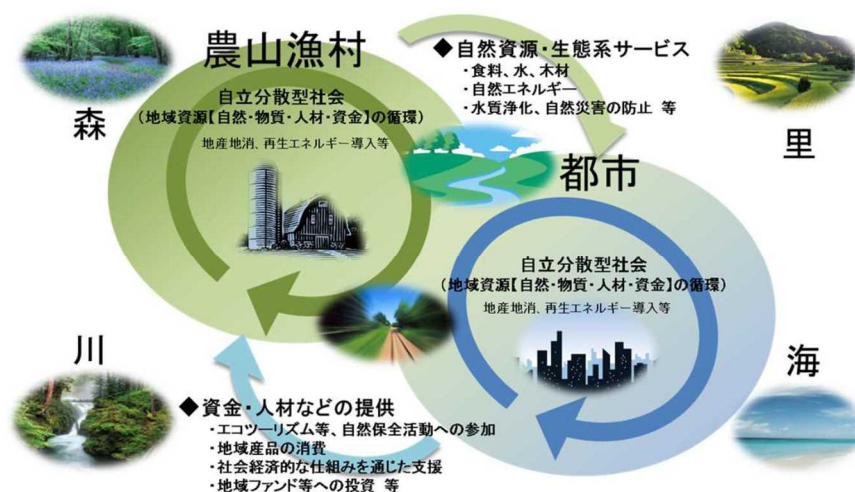 農山漁村
森
自立分散型社会
(地域資源【自然・物質・人材・資金】の循環)
地産地消、再生エネルギー導入等
◆自然資源・生態系サービス
・食料、水、木材
・自然エネルギー
・水質浄化、自然災害の防止 等
里
都市
自立分散型社会
(地域資源【自然・物質・人材・資金】の循環)
地産地消、再生エネルギー導入等
川
海
◆資金・人材などの提供
・エコツーリズム等、自然保全活動への参加
・地域産品の消費
・社会経済的な仕組みを通じた支援
・地域ファンド等への投資 等